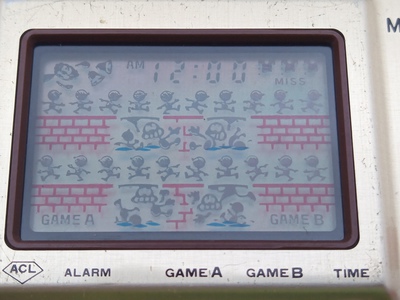 AM 12:00
MISS
GAME A GAME B
ACL ALARM GAME A GAME B TIME
M